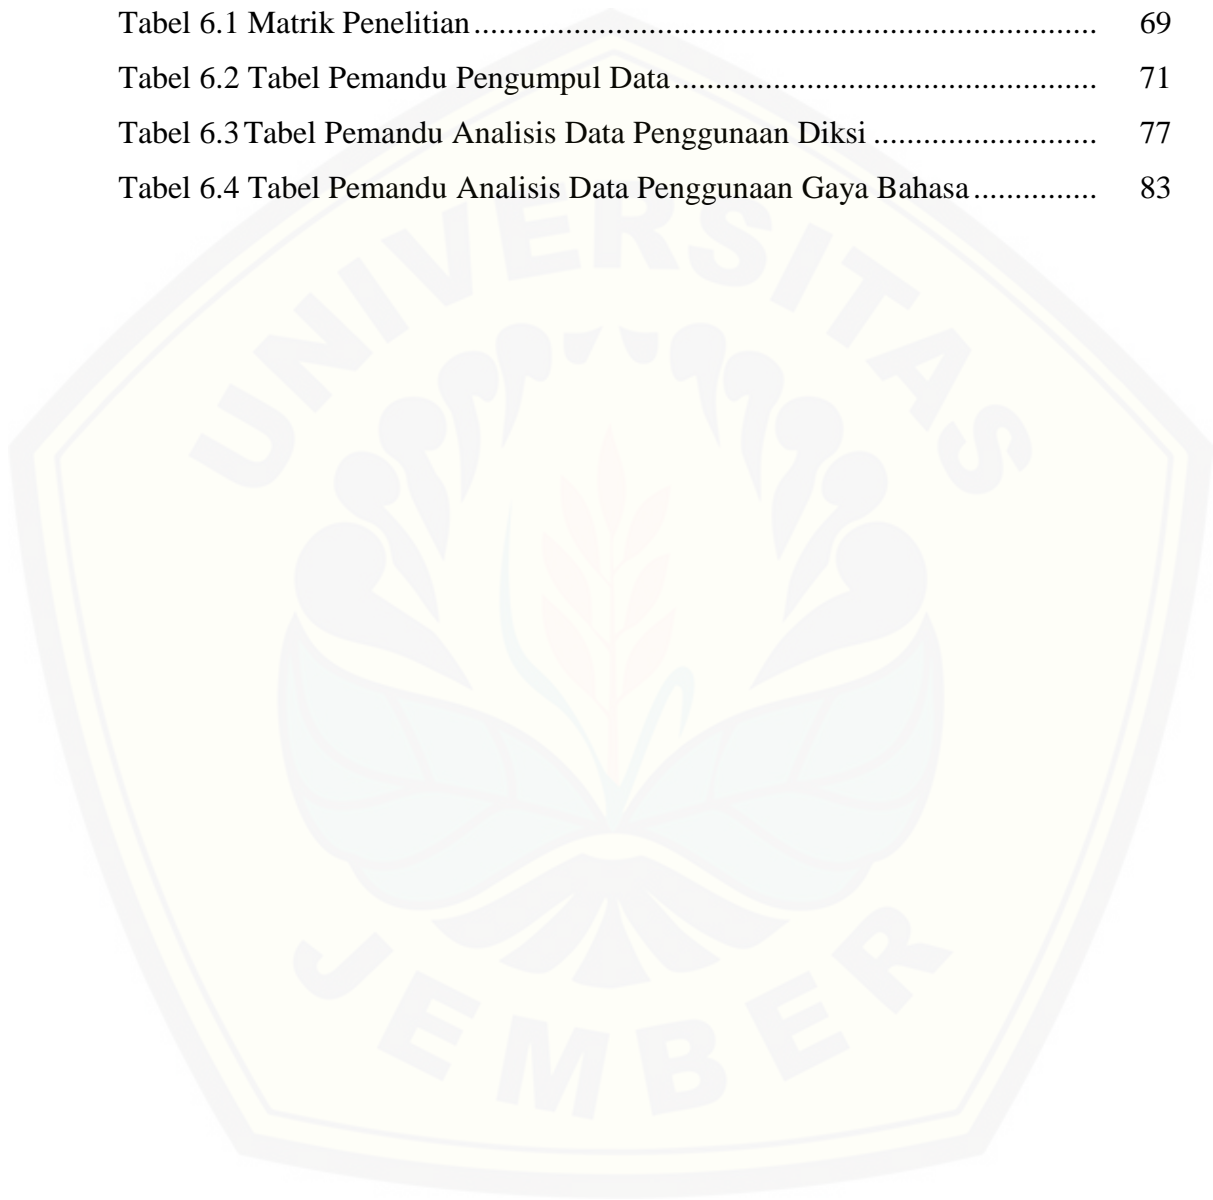 Tabel 6.1 Matrik Penelitian ........................................................................ 69
Tabel 6.2 Tabel Pemandu Pengumpul Data ................................................. 71
Tabel 6.3 Tabel Pemandu Analisis Data Penggunaan Diksi .......................... 77
Tabel 6.4 Tabel Pemandu Analisis Data Penggunaan Gaya Bahasa ............... 83
UNIVERSITAS
JEMBER